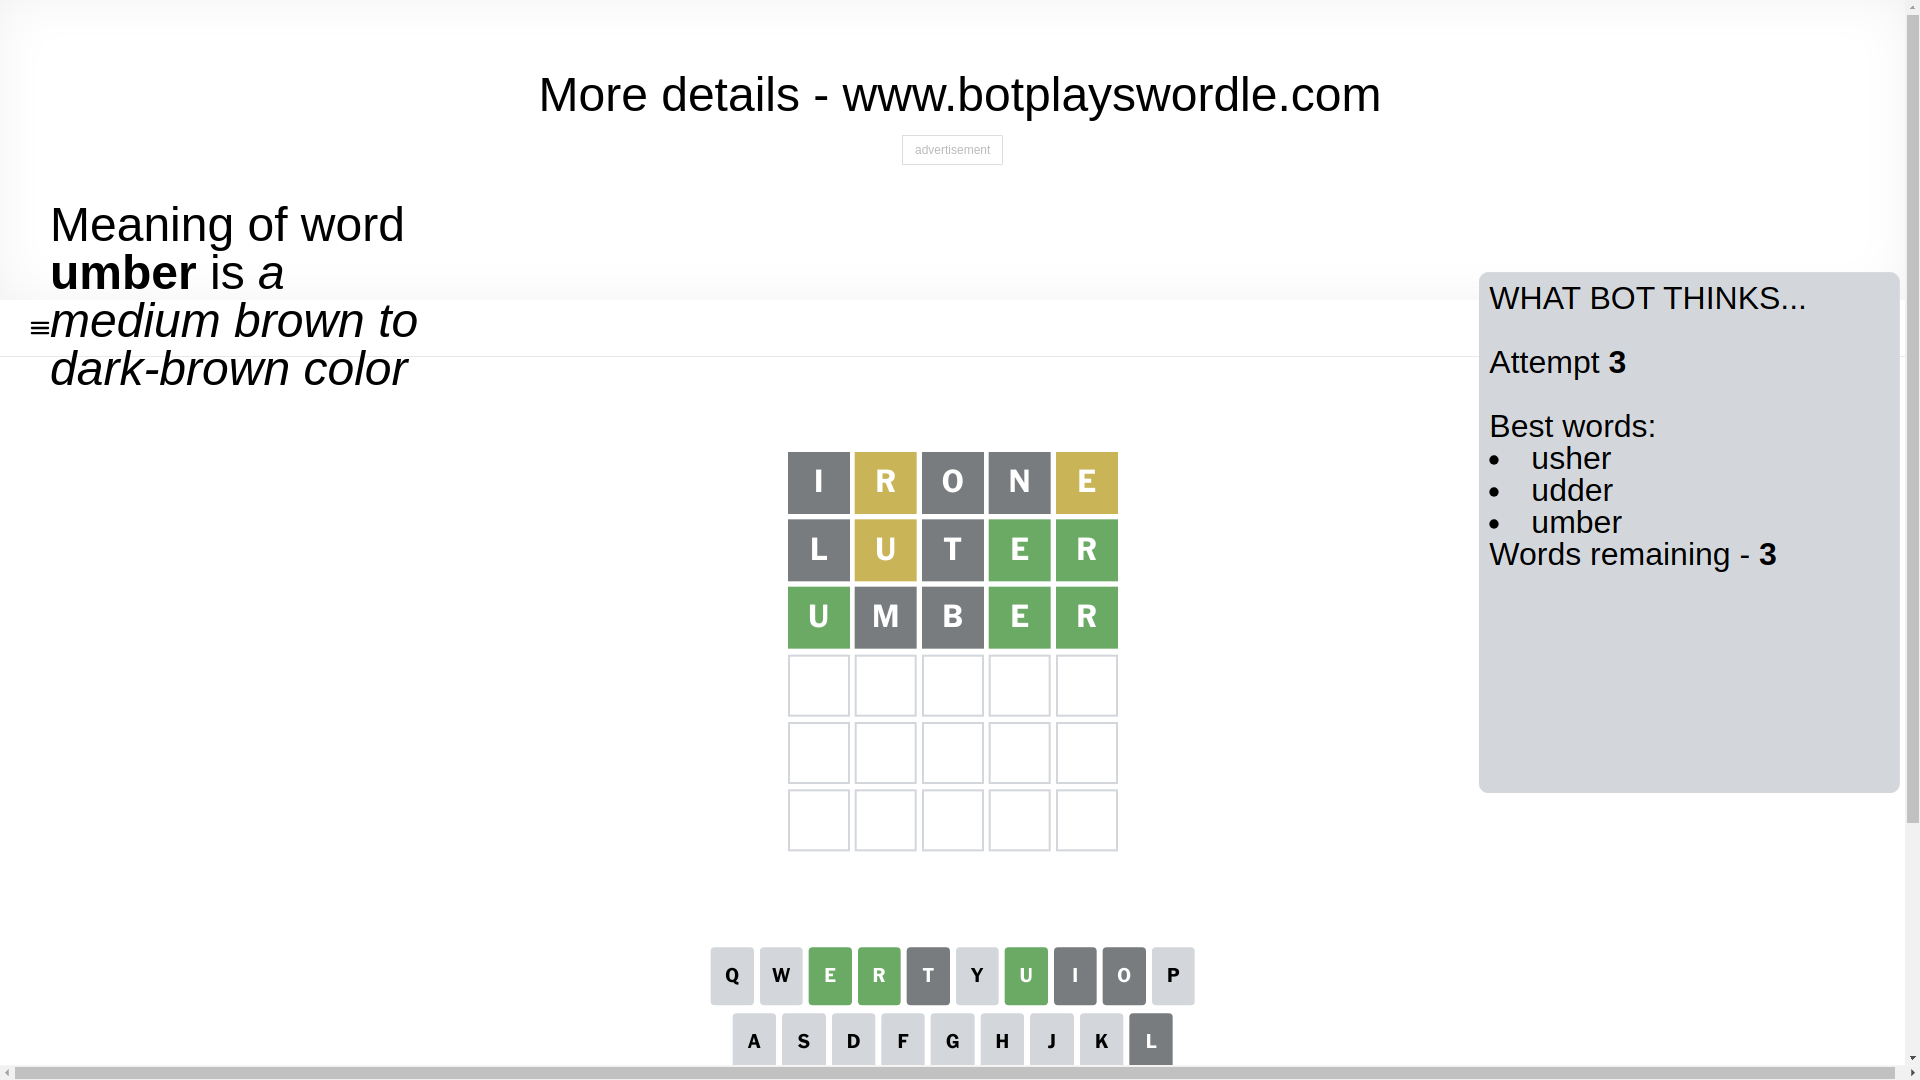 More details - www.botplayswordle.com
advertisement
Meaning of word
umber is a
medium brown to
dark-brown color
WHAT BOT THINKS...
Attempt 3
Best words:
• usher
• udder
• umber
Words remaining - 3
I R O N E
L U T E R
U M B E R
Q W E R T Y U I O P
A S D F G H J K L